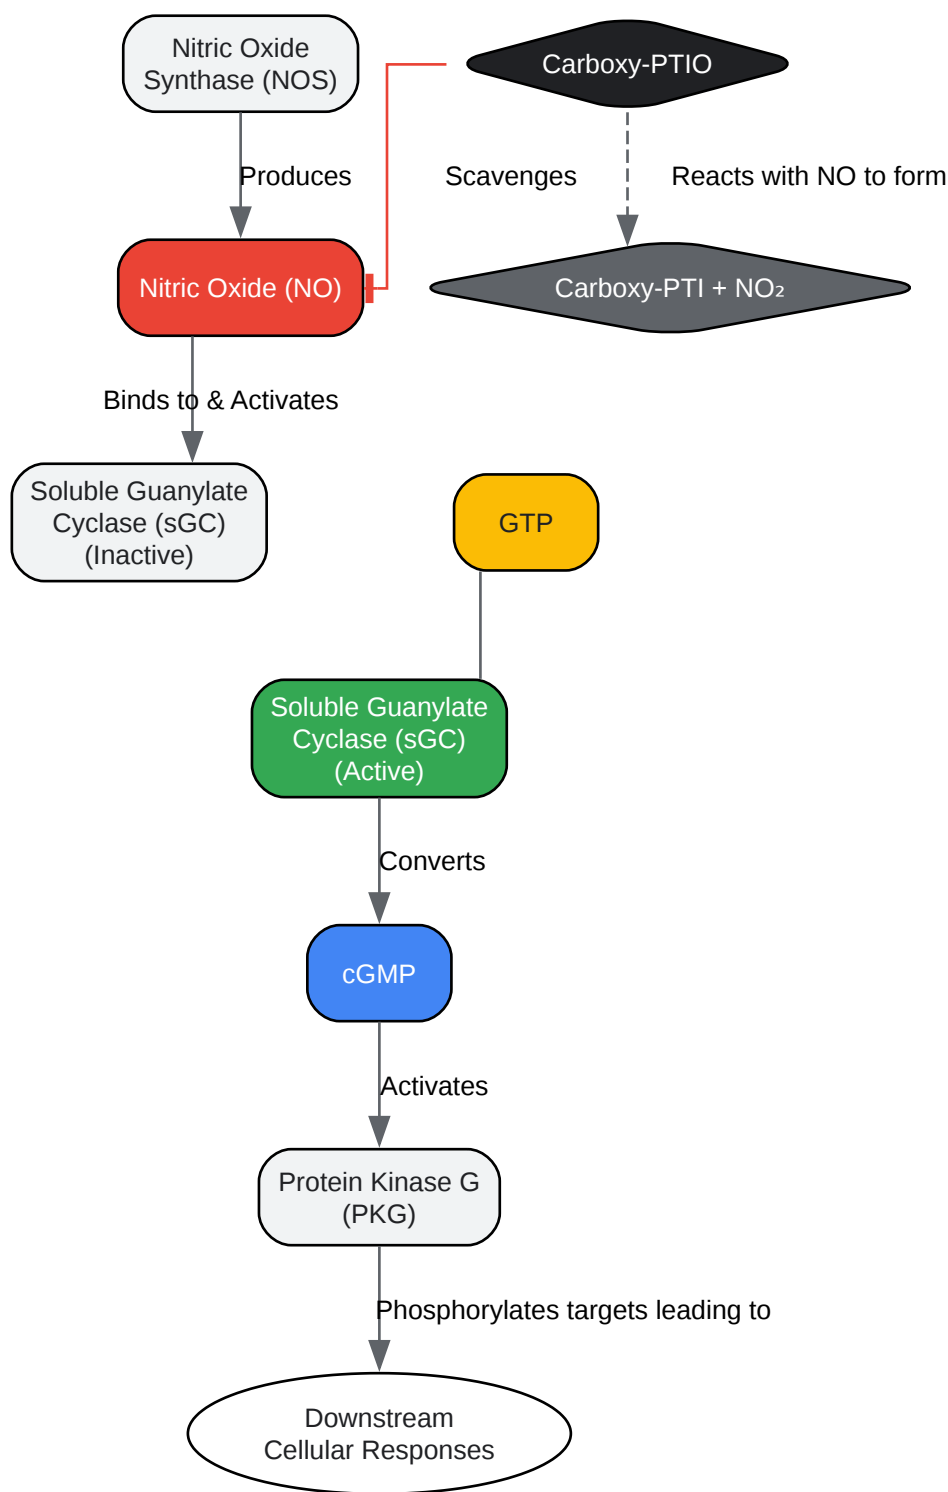 Nitric Oxide
Synthase (NOS)
Carboxy-PTIO
Produces
Scavenges
Reacts with NO to form
Nitric Oxide (NO)
Carboxy-PTI + NO₂
Binds to & Activates
Soluble Guanylate
Cyclase (sGC)
(Inactive)
GTP
Soluble Guanylate
Cyclase (sGC)
(Active)
Converts
cGMP
Activates
Protein Kinase G
(PKG)
Phosphorylates targets leading to
Downstream
Cellular Responses